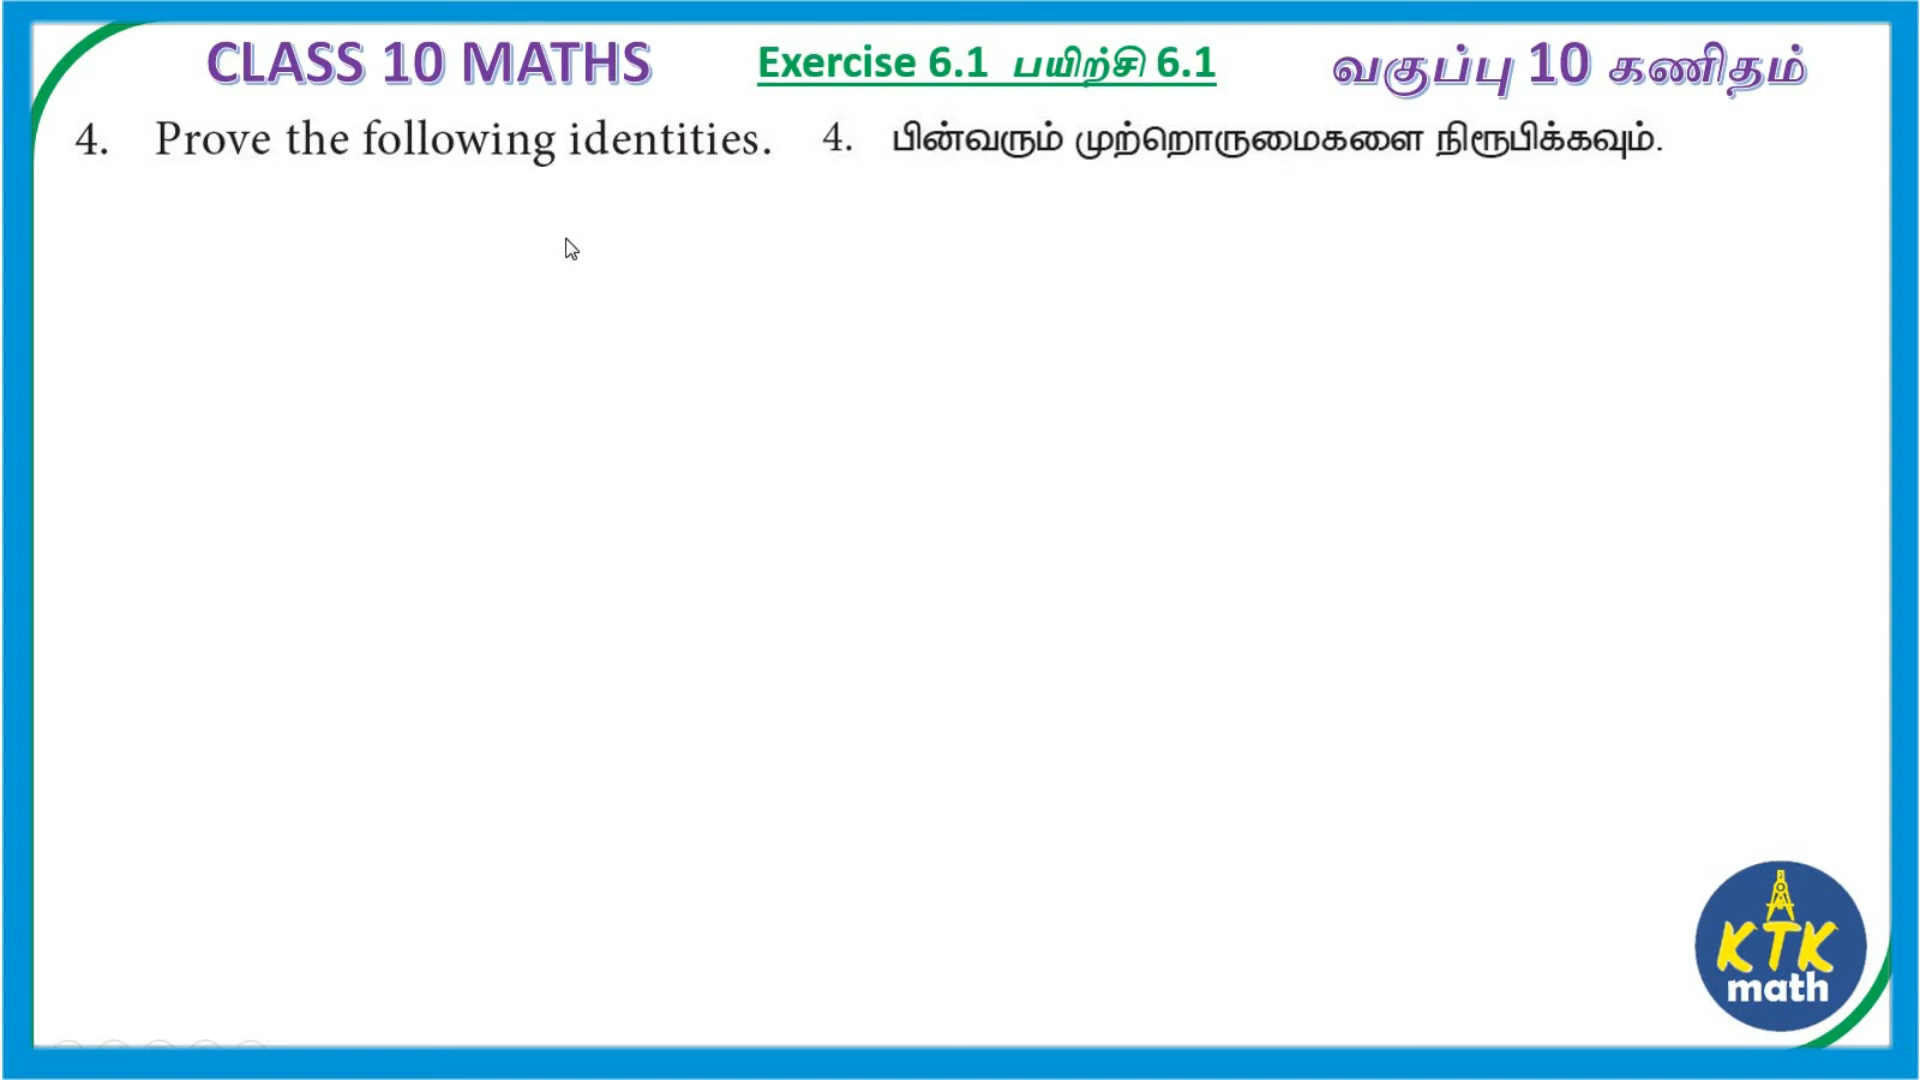 CLASS 10 MATHS Exercise 6.1 பயிற்சி 6.1 வகுப்பு 10 கணிதம்
4. Prove the following identities. 4. பின்வரும் முற்றொருமைகளை நிரூபிக்கவும்.
KTK
math